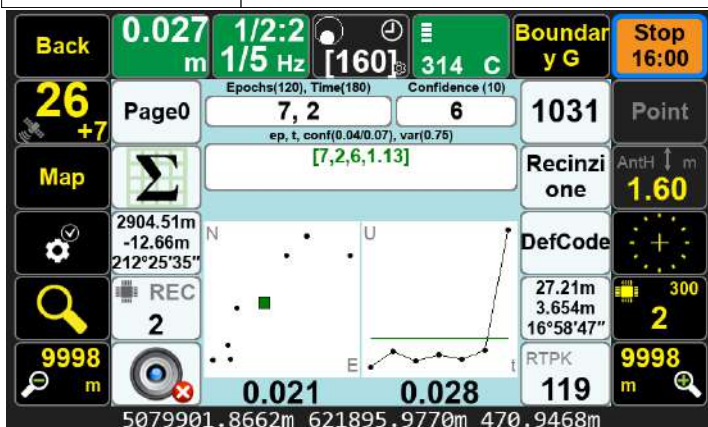 Back
0.027
m
1/2:2
1/5 Hz
[160]
314 C
Boundar
y G
Stop
16:00
26
+7
Page0
Epochs(120), Time(180)
7, 2
Confidence (10)
6
1031
Point
ep, t, conf(0.04/0.07), var(0.75)
[7,2,6,1.13]
Map
Σ
Recinzi
one
AntH m
1.60
2904.51m
-12.66m
212°25'35"
N
U
DefCode
REC
2
27.21m
3.654m
16°58'47"
300
2
9998
m
E
t
RTPK
119
9998
m
0.021
0.028
5079901.8662m 621895.9770m 470.9468m